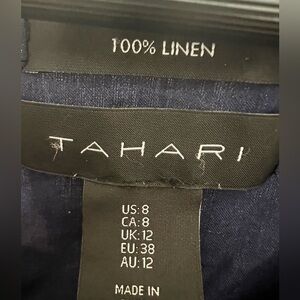 100% LINEN
TAHARI
US: 8
CA: 8
UK: 12
EU: 38
AU: 12
MADE IN